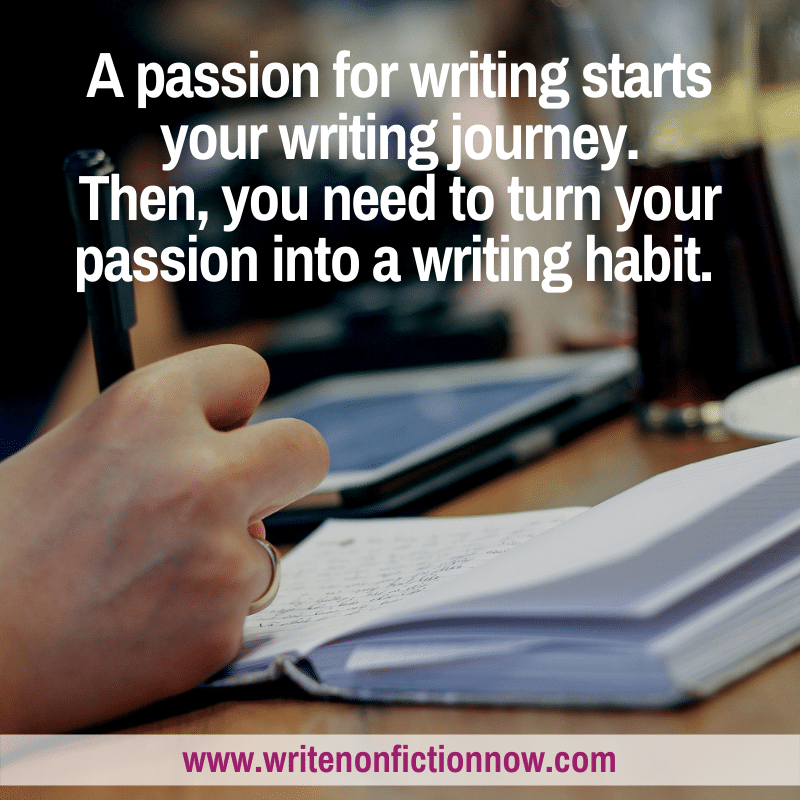 A passion for writing starts
your writing journey.
Then, you need to turn your
passion into a writing habit.
www.writenonfictionnow.com